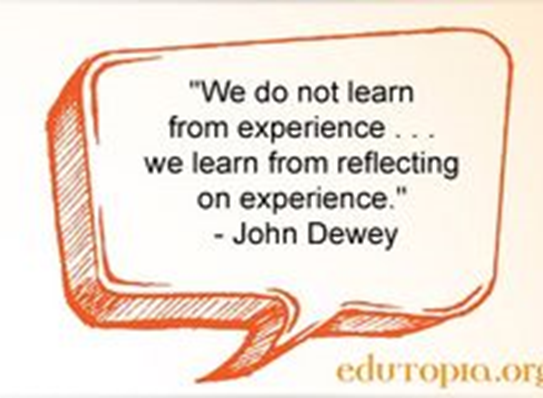 "We do not learn
from experience . . .
we learn from reflecting
on experience."
- John Dewey
edutopia.org